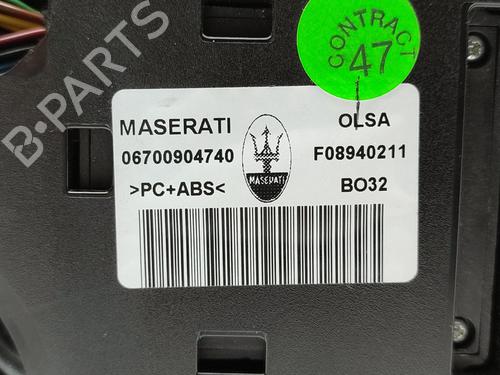 B-PARTS
CONTRACT
47
MASERATI
OLSA
06700904740
F08940211
>PC+ABS<
MASERATI
BO32